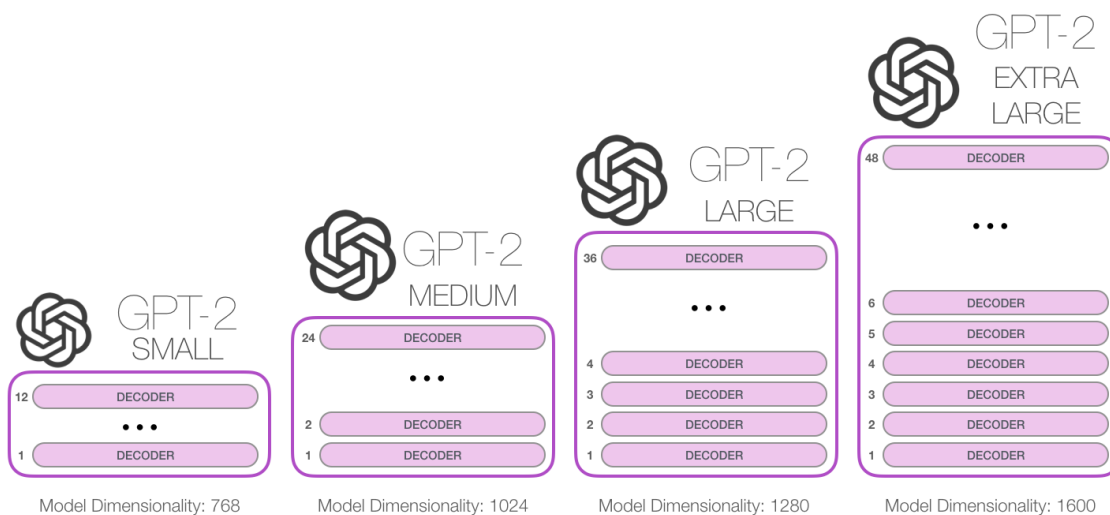 GPT-2
SMALL
12 DECODER
...
1 DECODER
Model Dimensionality: 768
GPT-2
MEDIUM
24 DECODER
...
2 DECODER
1 DECODER
Model Dimensionality: 1024
GPT-2
LARGE
36 DECODER
...
4 DECODER
3 DECODER
2 DECODER
1 DECODER
Model Dimensionality: 1280
GPT-2
EXTRA
LARGE
48 DECODER
...
6 DECODER
5 DECODER
4 DECODER
3 DECODER
2 DECODER
1 DECODER
Model Dimensionality: 1600